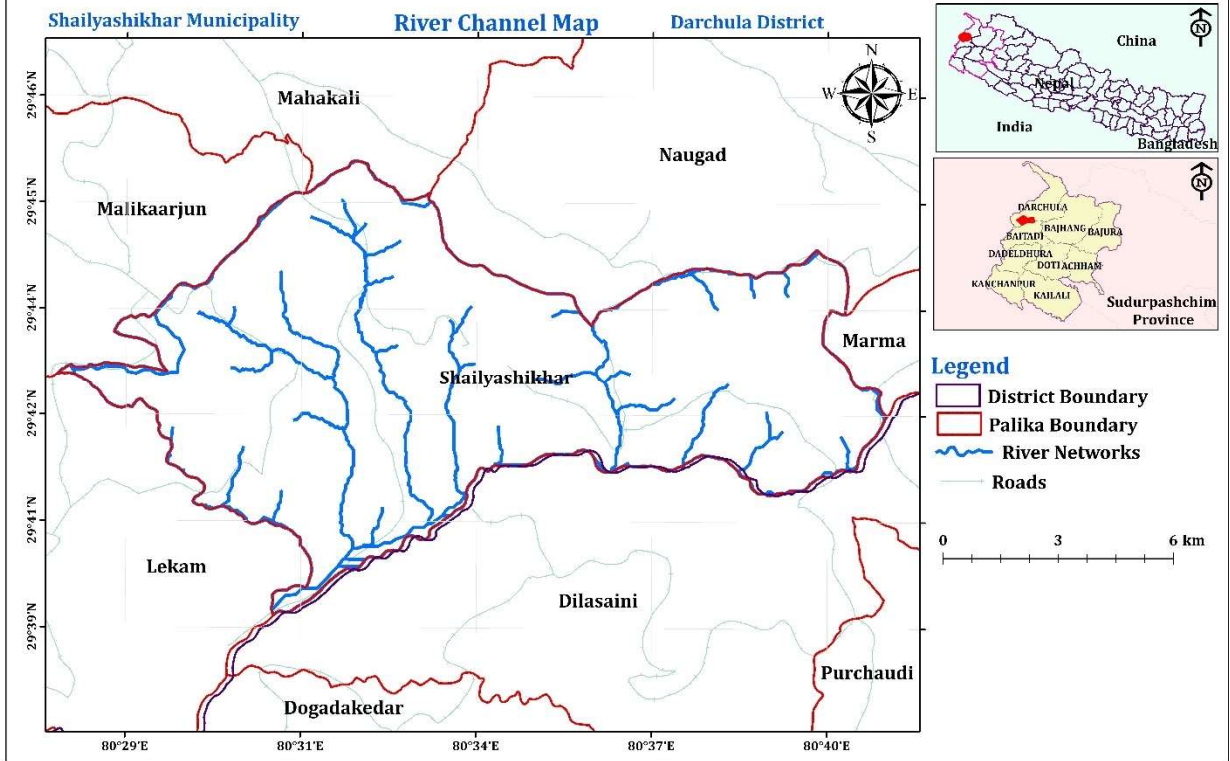 Shailyashikhar Municipality River Channel Map Darchula District
29°46'N
29°45'N
29°44'N
29°42'N
29°41'N
29°39'N
Mahakali
N
W E
S
Naugad
Malikaarjun
Marma
Shailyashikhar
Lekam
Dilasaini
Purchaudi
Dogadakedar
80°29'E 80°31'E 80°34'E 80°37'E 80°40'E
N
China
Nepal
India
Bangladesh
N
DARCHULA
BAJHANG
BAJURA
BAITADI
DADELDHURA
DOTI
ACHHAM
KANCHANPUR
KAILALI
Sudurpashchim
Province
Legend
District Boundary
Palika Boundary
River Networks
Roads
0 3 6 km